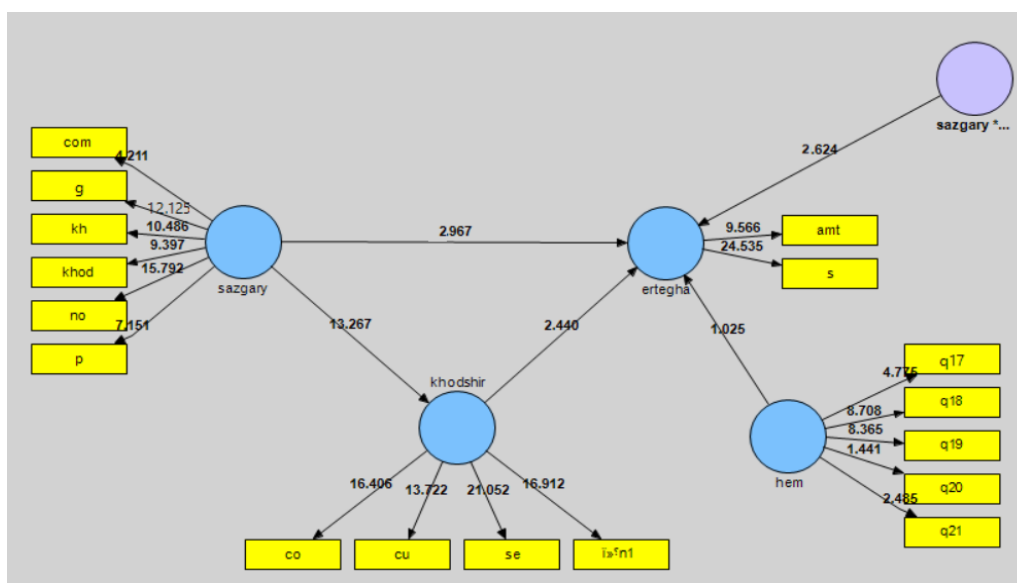 sazgary *...
com
4.211
g
12.125
kh
10.486
9.397
khod
15.792
no
7.151
p
sazgary
2.967
2.624
9.566
amt
24.535
s
ertegha
13.267
2.440
1.025
khodshir
q17
4.775
q18
8.708
8.365
q19
1.441
q20
2.485
q21
hem
16.406
13.722
21.052
16.912
co
cu
se